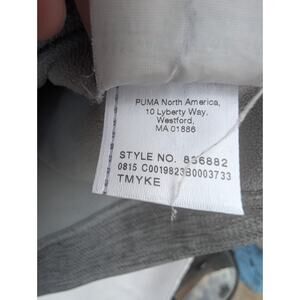 PUMA North America,
10 Lyberty Way.
Westford,
MA 01886
STYLE NO. 836882
0815 C0019823B0003733
TMYKE